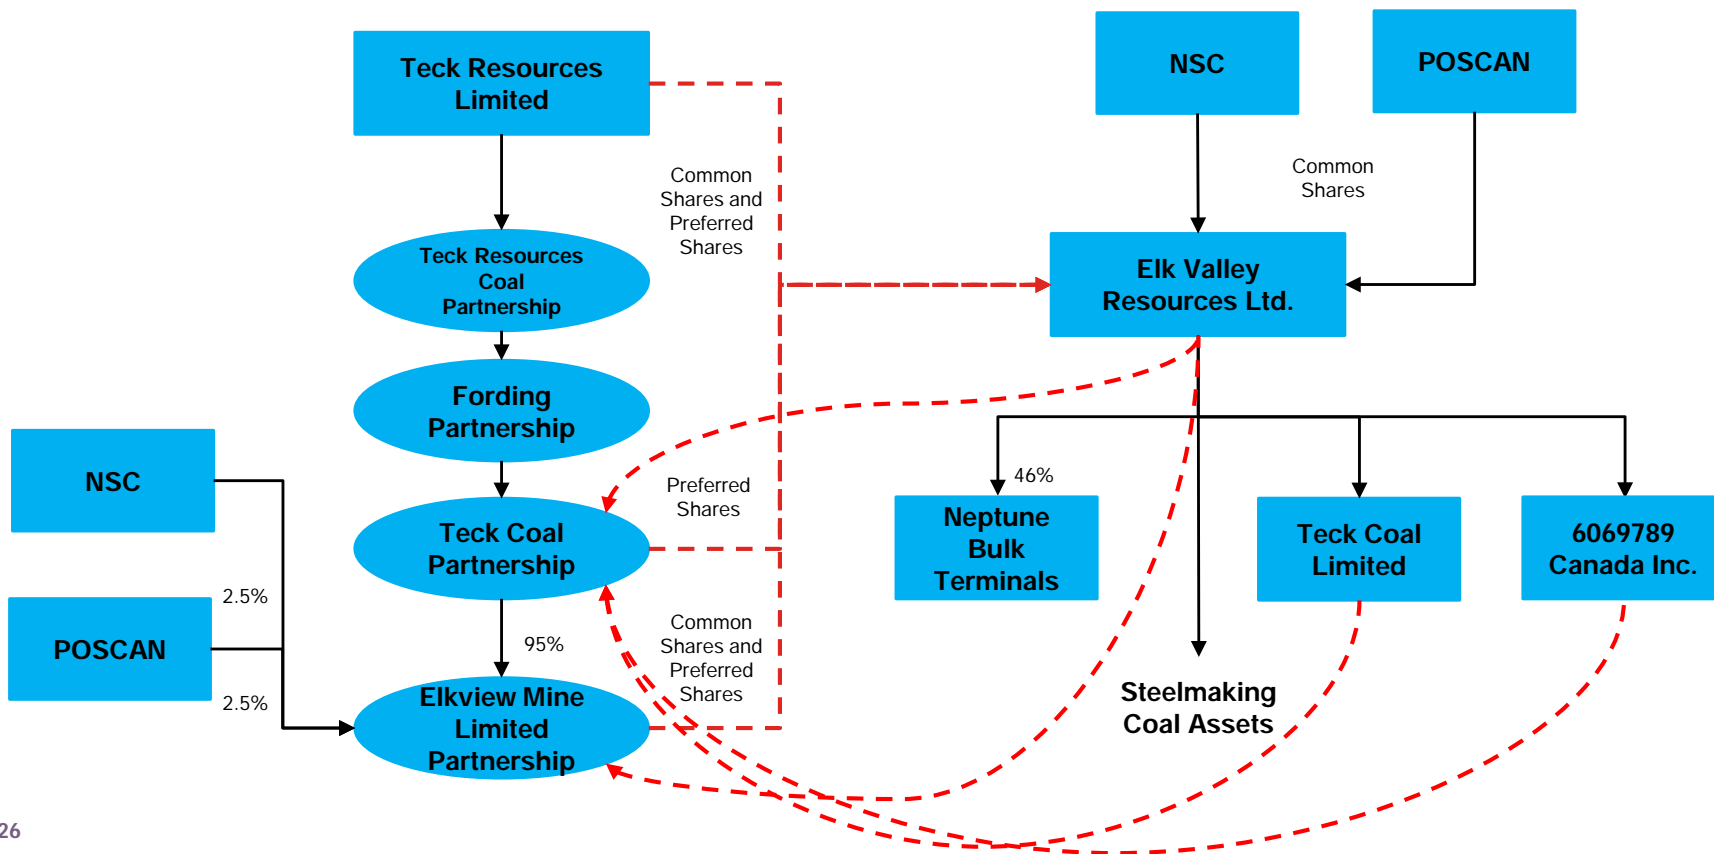 Teck Resources
Limited
NSC
POSCAN
Common
Shares and
Preferred
Shares
Common
Shares
Teck Resources
Coal
Partnership
Elk Valley
Resources Ltd.
Fording
Partnership
NSC
Preferred
Shares
46%
Teck Coal
Partnership
Neptune
Bulk
Terminals
Teck Coal
Limited
6069789
Canada Inc.
2.5%
POSCAN
2.5%
95%
Common
Shares and
Preferred
Shares
Elkview Mine
Limited
Partnership
Steelmaking
Coal Assets
26